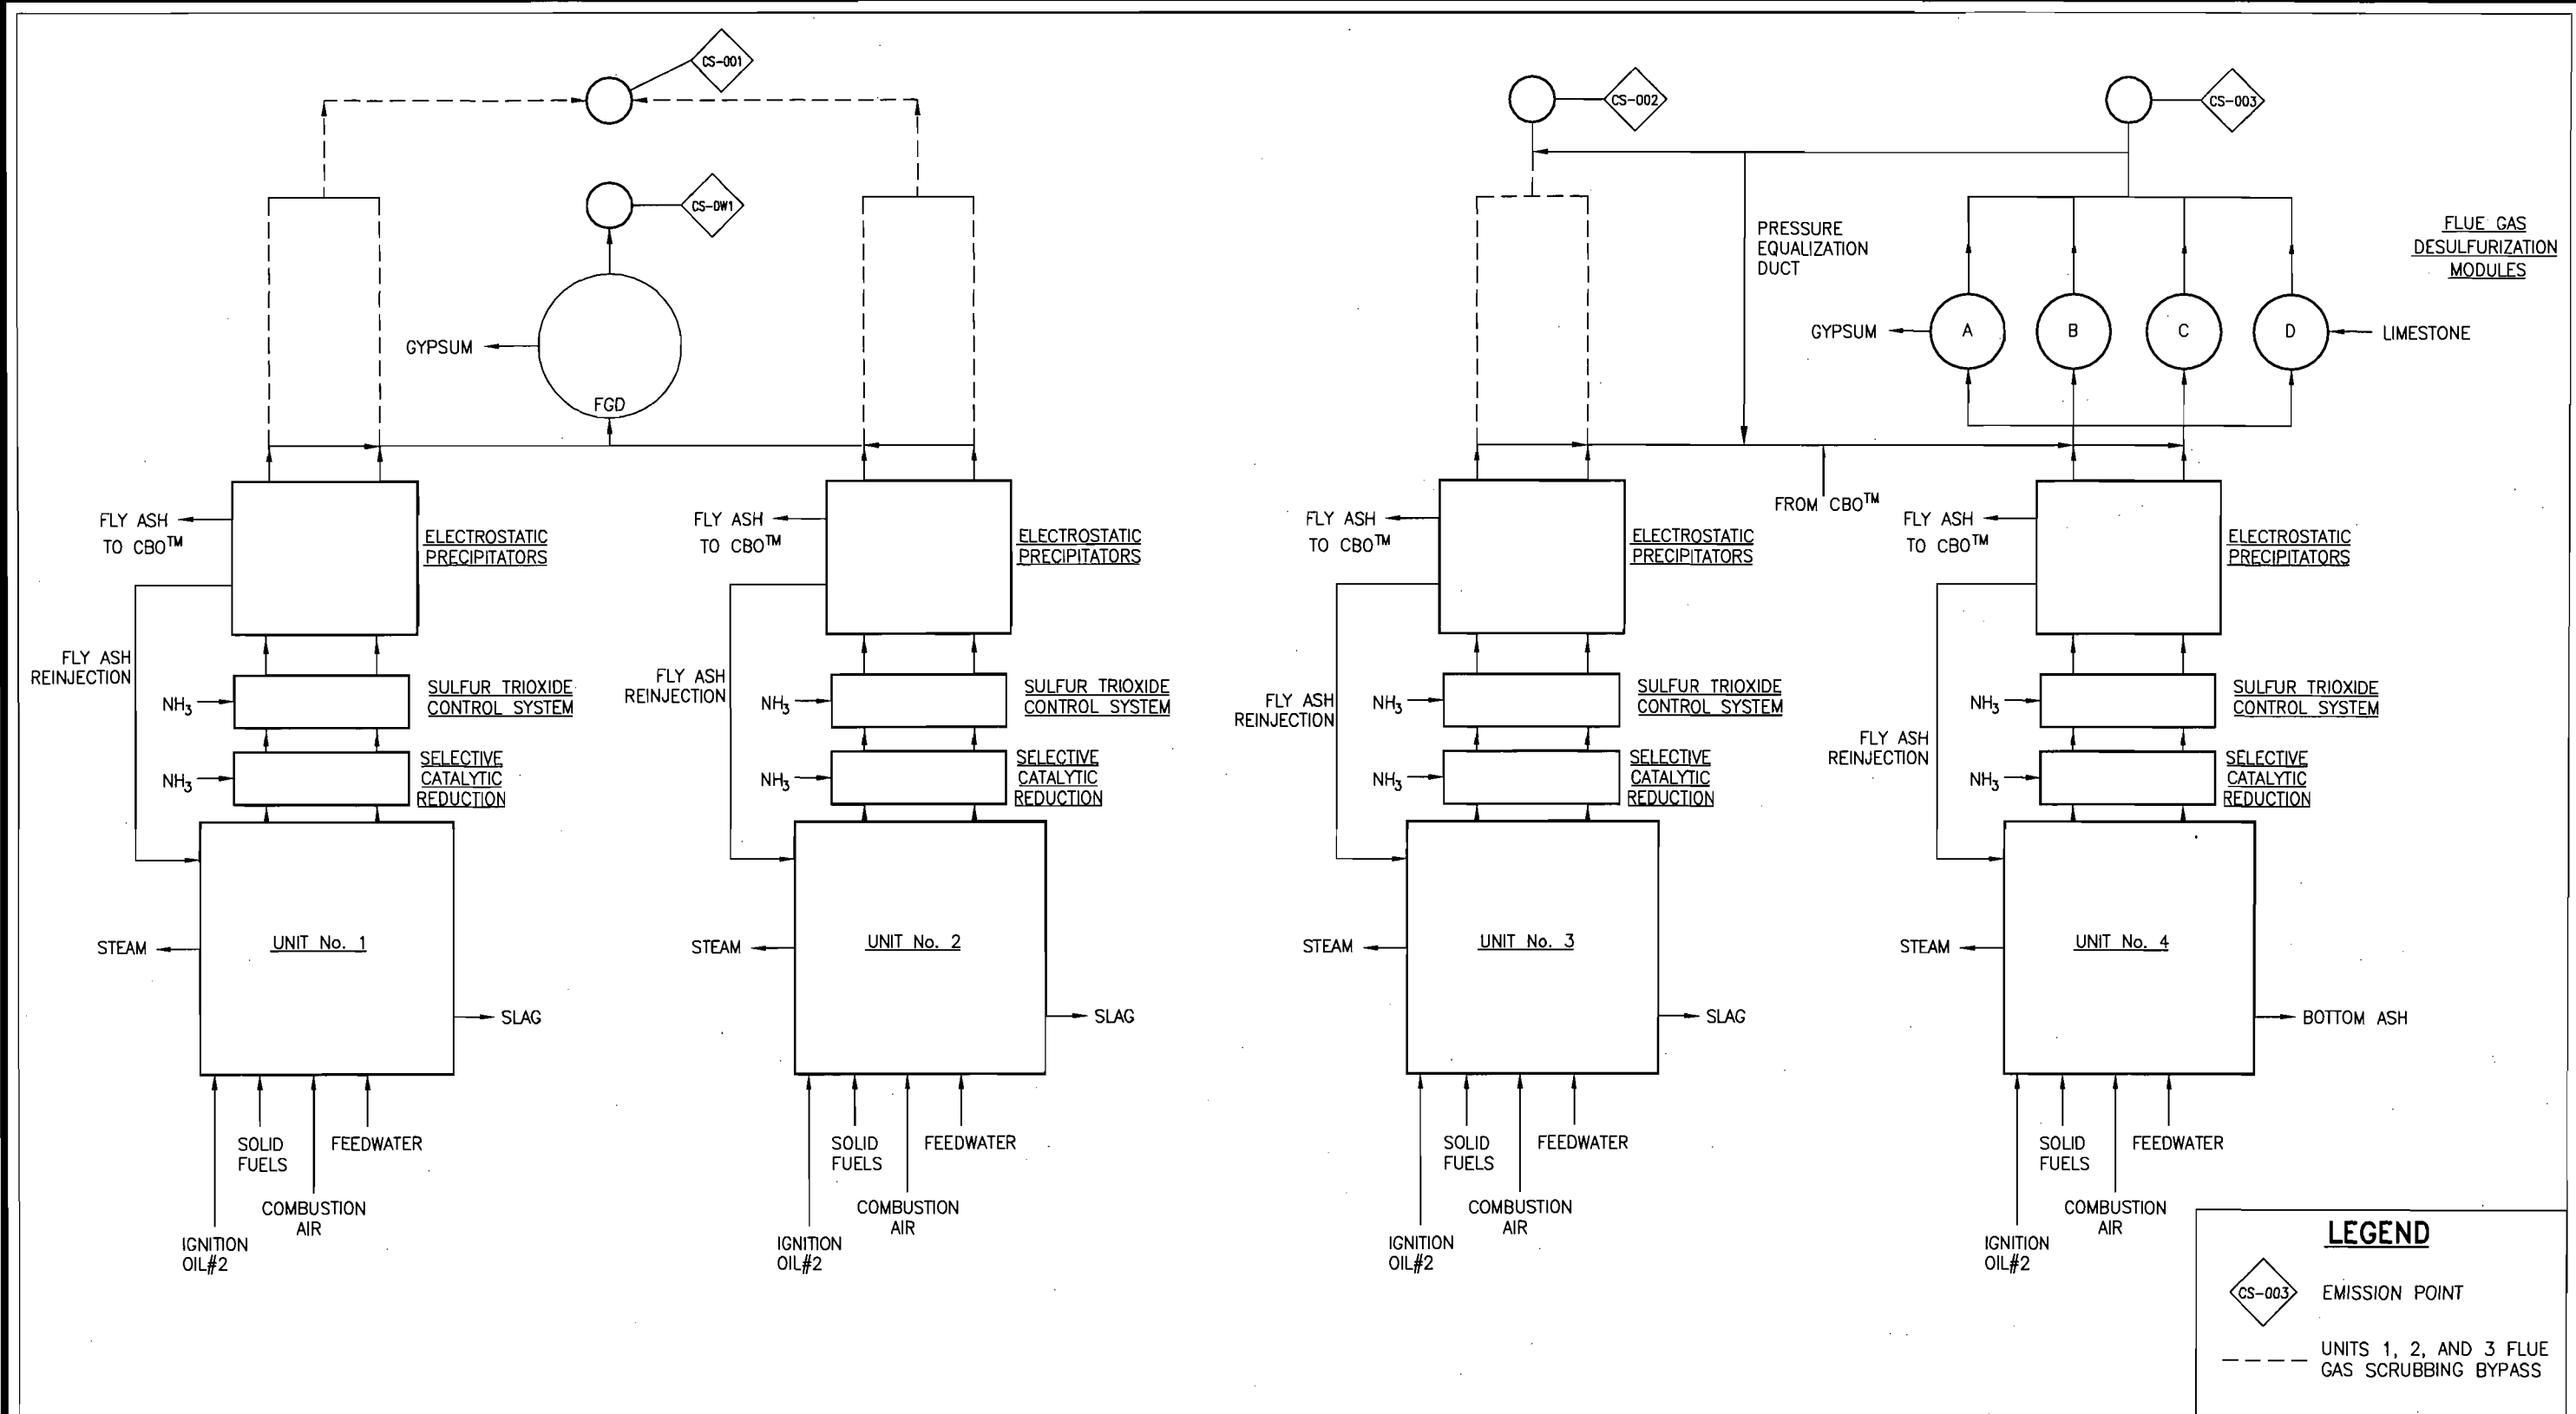 CS-001
CS-002
CS-003
CS-DW1
PRESSURE
EQUALIZATION
DUCT
FLUE GAS
DESULFURIZATION
MODULES
GYPSUM
FGD
GYPSUM
A
B
C
D
LIMESTONE
FROM CBO™
FLY ASH
TO CBO™
ELECTROSTATIC
PRECIPITATORS
FLY ASH
REINJECTION
NH₃
SULFUR TRIOXIDE
CONTROL SYSTEM
NH₃
SELECTIVE
CATALYTIC
REDUCTION
STEAM
UNIT No. 1
SLAG
SOLID
FUELS
FEEDWATER
COMBUSTION
AIR
IGNITION
OIL#2
FLY ASH
TO CBO™
ELECTROSTATIC
PRECIPITATORS
FLY ASH
REINJECTION
NH₃
SULFUR TRIOXIDE
CONTROL SYSTEM
NH₃
SELECTIVE
CATALYTIC
REDUCTION
STEAM
UNIT No. 2
SLAG
SOLID
FUELS
FEEDWATER
COMBUSTION
AIR
IGNITION
OIL#2
FLY ASH
TO CBO™
ELECTROSTATIC
PRECIPITATORS
FLY ASH
REINJECTION
NH₃
SULFUR TRIOXIDE
CONTROL SYSTEM
NH₃
SELECTIVE
CATALYTIC
REDUCTION
STEAM
UNIT No. 3
SLAG
SOLID
FUELS
FEEDWATER
COMBUSTION
AIR
IGNITION
OIL#2
FLY ASH
TO CBO™
ELECTROSTATIC
PRECIPITATORS
FLY ASH
REINJECTION
NH₃
SULFUR TRIOXIDE
CONTROL SYSTEM
NH₃
SELECTIVE
CATALYTIC
REDUCTION
STEAM
UNIT No. 4
BOTTOM ASH
SOLID
FUELS
FEEDWATER
COMBUSTION
AIR
IGNITION
OIL#2
LEGEND
CS-003
EMISSION POINT
UNITS 1, 2, AND 3 FLUE
GAS SCRUBBING BYPASS